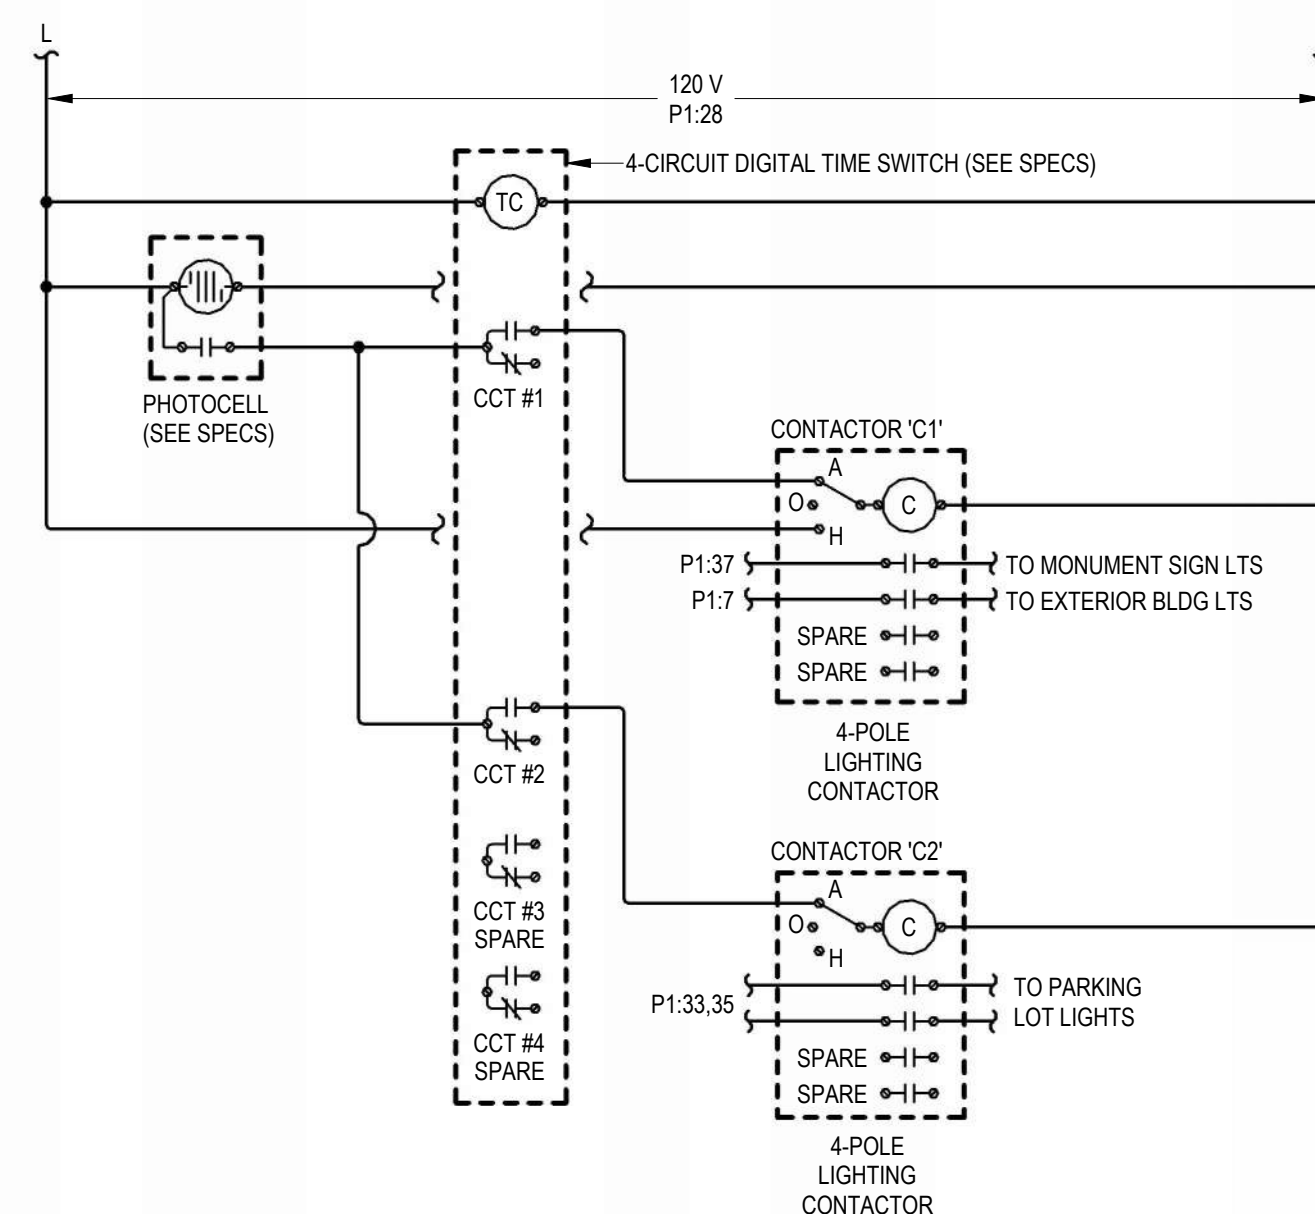 L
120 V
P1:28
4-CIRCUIT DIGITAL TIME SWITCH (SEE SPECS)
TC
PHOTOCELL
(SEE SPECS)
CCT #1
CONTACTOR 'C1'
A
O
C
H
P1:37
TO MONUMENT SIGN LTS
P1:7
TO EXTERIOR BLDG LTS
SPARE
SPARE
4-POLE
LIGHTING
CONTACTOR
CCT #2
CONTACTOR 'C2'
A
O
C
H
CCT #3
SPARE
P1:33,35
TO PARKING
LOT LIGHTS
CCT #4
SPARE
SPARE
SPARE
4-POLE
LIGHTING
CONTACTOR